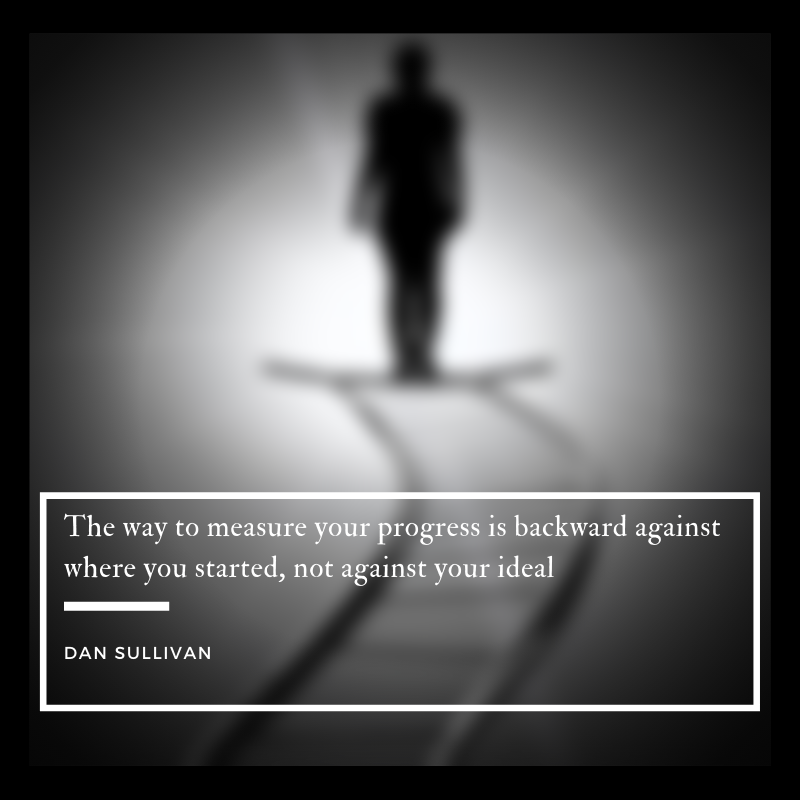 The way to measure your progress is backward against
where you started, not against your ideal
DAN SULLIVAN